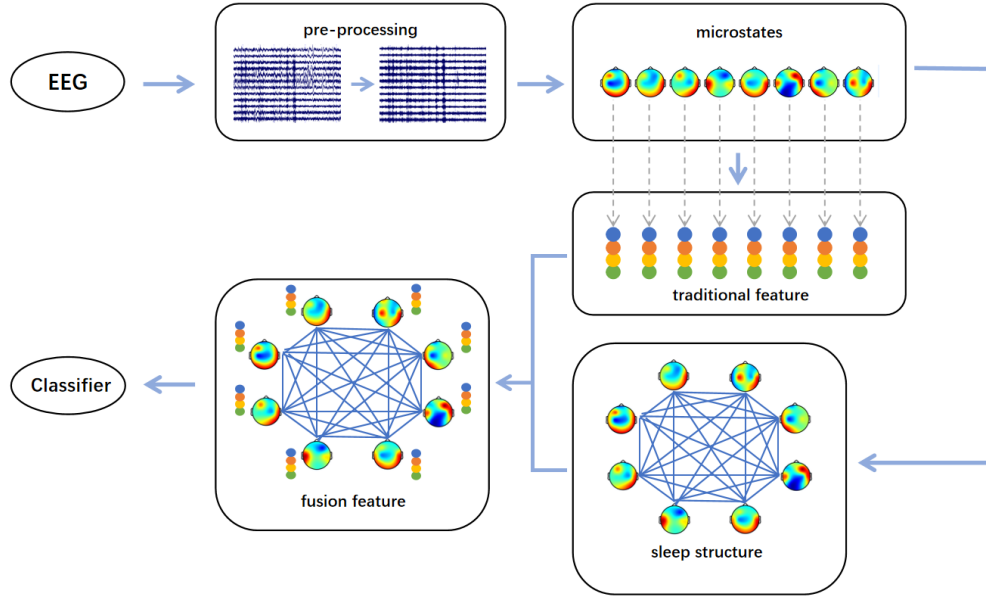 EEG
pre-processing
microstates
traditional feature
Classifier
fusion feature
sleep structure